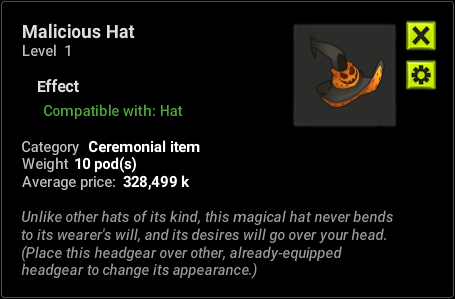 Malicious Hat
Level 1
Effect
Compatible with: Hat
Category Ceremonial item
Weight 10 pod(s)
Average price: 328,499 k
Unlike other hats of its kind, this magical hat never bends
to its wearer's will, and its desires will go over your head.
(Place this headgear over other, already-equipped
headgear to change its appearance.)